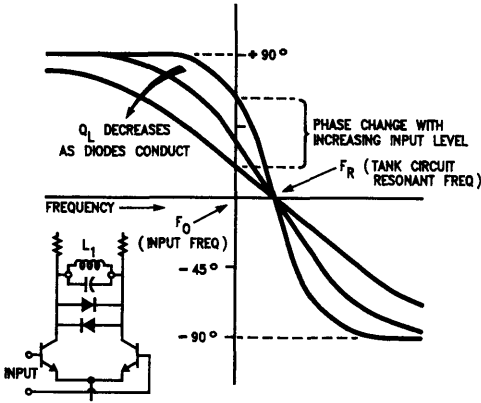 + 90°
Q_L DECREASES
AS DIODES CONDUCT
PHASE CHANGE WITH
INCREASING INPUT LEVEL
F_R (TANK CIRCUIT
RESONANT FREQ)
FREQUENCY
F_O
(INPUT FREQ)
L_1
- 45°
- 90°
INPUT